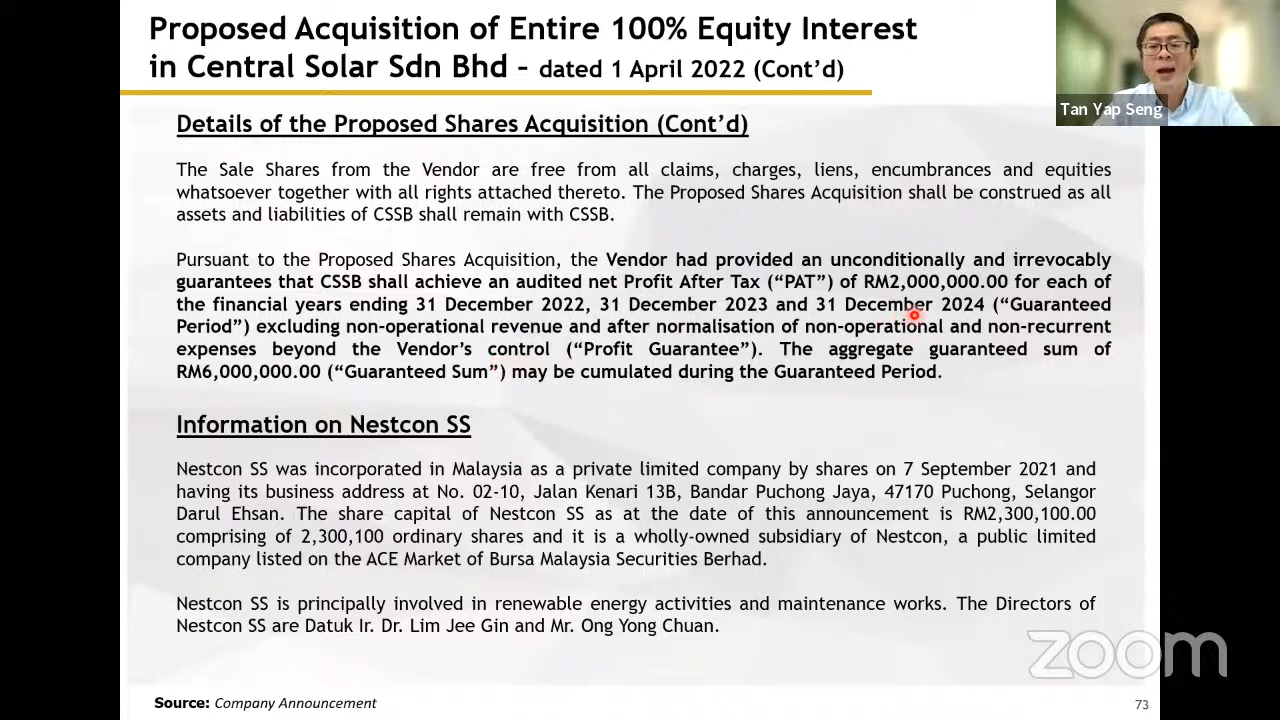 Proposed Acquisition of Entire 100% Equity Interest
in Central Solar Sdn Bhd – dated 1 April 2022 (Cont’d)
Tan Yap Seng
Details of the Proposed Shares Acquisition (Cont’d)
The Sale Shares from the Vendor are free from all claims, charges, liens, encumbrances and equities
whatsoever together with all rights attached thereto. The Proposed Shares Acquisition shall be construed as all
assets and liabilities of CSSB shall remain with CSSB.
Pursuant to the Proposed Shares Acquisition, the Vendor had provided an unconditionally and irrevocably
guarantees that CSSB shall achieve an audited net Profit After Tax (“PAT”) of RM2,000,000.00 for each of
the financial years ending 31 December 2022, 31 December 2023 and 31 December 2024 (“Guaranteed
Period”) excluding non-operational revenue and after normalisation of non-operational and non-recurrent
expenses beyond the Vendor’s control (“Profit Guarantee”). The aggregate guaranteed sum of
RM6,000,000.00 (“Guaranteed Sum”) may be cumulated during the Guaranteed Period.
Information on Nestcon SS
Nestcon SS was incorporated in Malaysia as a private limited company by shares on 7 September 2021 and
having its business address at No. 02-10, Jalan Kenari 13B, Bandar Puchong Jaya, 47170 Puchong, Selangor
Darul Ehsan. The share capital of Nestcon SS as at the date of this announcement is RM2,300,100.00
comprising of 2,300,100 ordinary shares and it is a wholly-owned subsidiary of Nestcon, a public limited
company listed on the ACE Market of Bursa Malaysia Securities Berhad.
Nestcon SS is principally involved in renewable energy activities and maintenance works. The Directors of
Nestcon SS are Datuk Ir. Dr. Lim Jee Gin and Mr. Ong Yong Chuan.
zoom
Source: Company Announcement
73